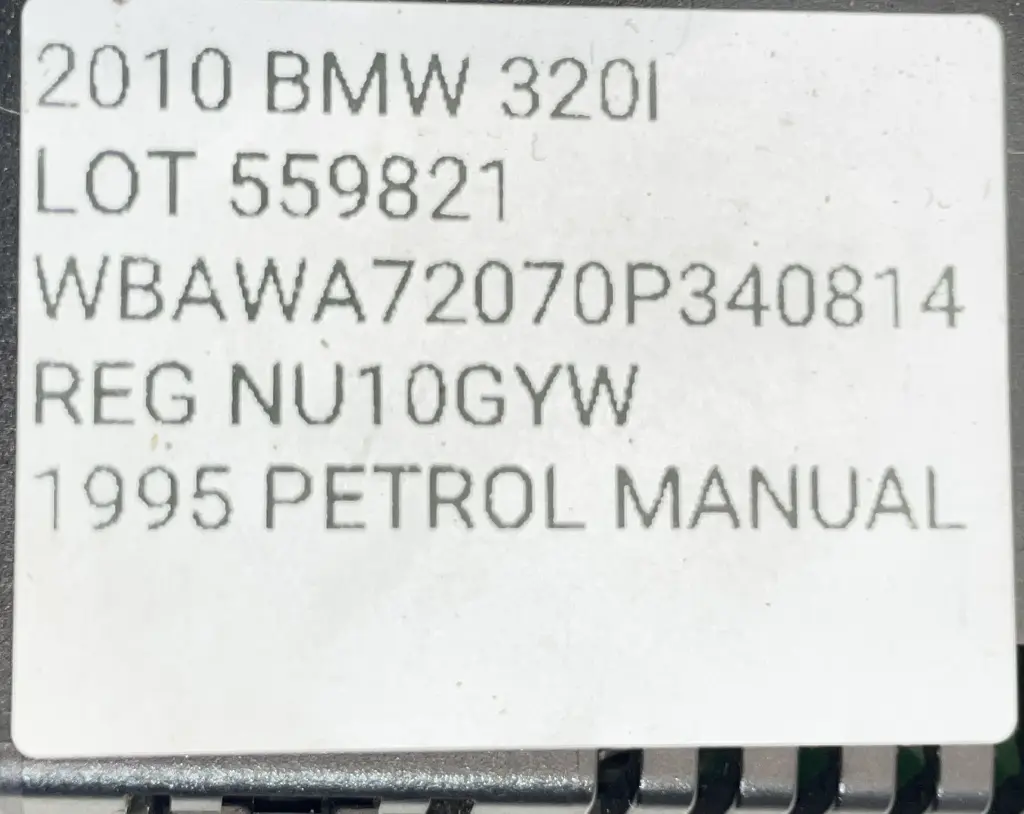 2010 BMW 320I
LOT 559821
WBAWA72070P340814
REG NU10GYW
1995 PETROL MANUAL